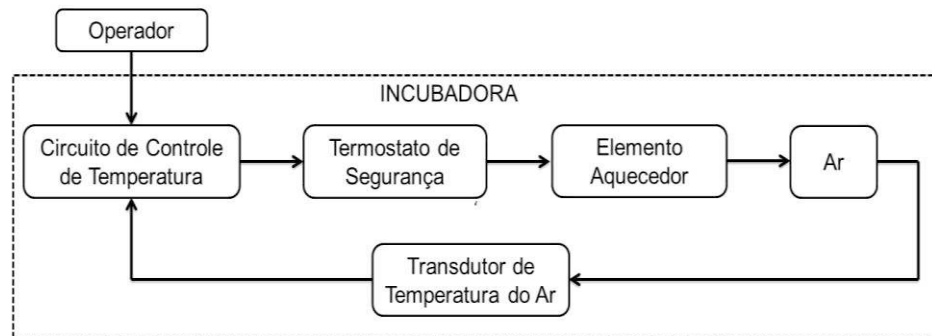 Operador
INCUBADORA
Circuito de Controle
de Temperatura
Termostato de
Segurança
Elemento
Aquecedor
Ar
Transdutor de
Temperatura do Ar